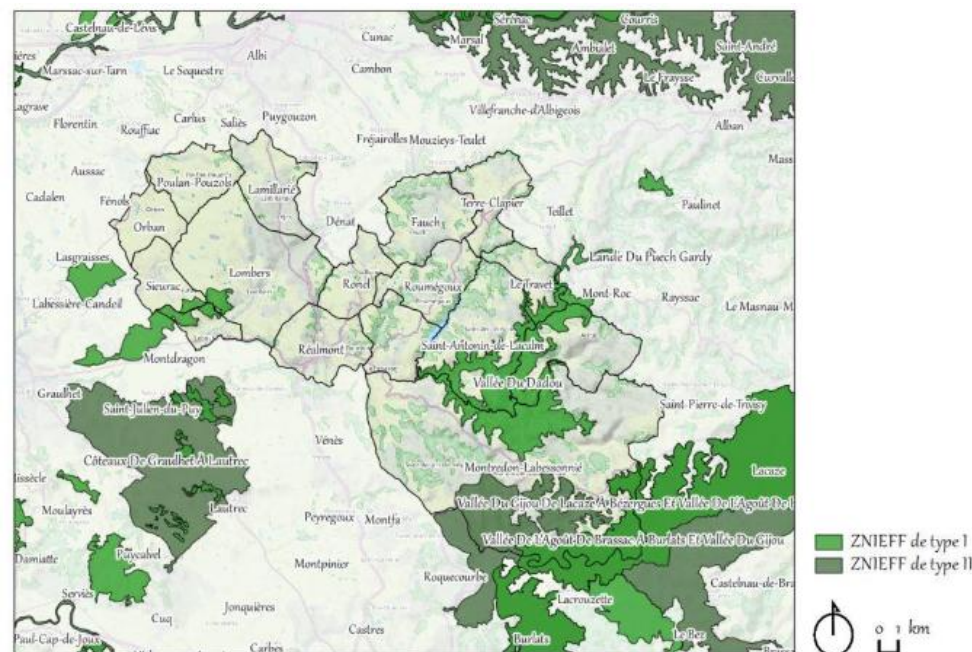 Castelnau-de-Lévis
Sérénac
Courris
Cunac
Marsal
Albi
Ambialet
Saint-André
Marssac-sur-Tarn
Le Sequestre
Cambon
Le Fraysse
Curvalle
Lagrave
Villefranche-d'Albigeois
Florentin
Rouffiac
Carlus
Saliès
Puygouzon
Alban
Fréjairolles
Mouzieys-Teulet
Aussac
Poulan-Pouzols
Lamillarié
Cadalen
Fénols
Terre-Clapier
Teillet
Paulinet
Orban
Dénat
Fauch
Lasgraisses
Lombers
Lande Du Puech Gardy
Sieurac
Ronel
Roumégoux
Le Travet
Mont-Roc
Rayssac
Le Masnau-M
Labessière-Candeil
Réalmont
Saint-Antonin-de-Lacalm
Montdragon
Vallée Du Dadou
Graulhet
Saint-Pierre-de-Trivisy
Saint-Julien-du-Puy
Vénès
Côteaux De Graulhet À Lautrec
Montredon-Labessonnié
Lacaze
Moulayrès
Lautrec
Peyregoux
Montfa
Vallée Du Gijou De Lacaze À Bézergues Et Vallée De L'Agoût De
Vallée De L'Agoût De Brassac À Burlats Et Vallée Du Gijou
ZNIEFF de type I
Damiatte
Puycalvel
Montpinier
Roquecourbe
ZNIEFF de type II
Castelnau-de-Bra
Serviès
Jonquières
Lacrouzette
Cuq
Castres
Paul-Cap-de-Joux
Burlats
Le Bez
0 1 km